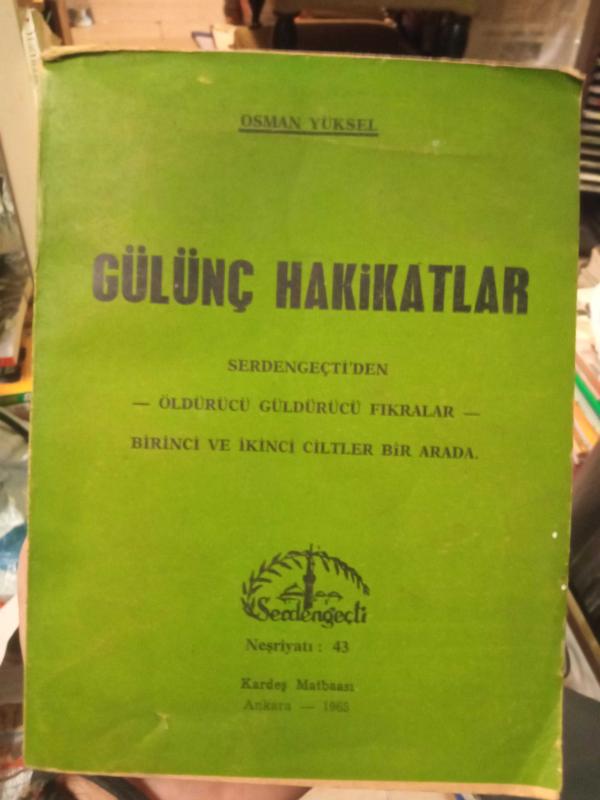 OSMAN YÜKSEL
GÜLÜNÇ HAKİKATLAR
SERDENGEÇTİ'DEN
— ÖLDÜRÜCÜ GÜLDÜRÜCÜ FIKRALAR —
BİRİNCİ VE İKİNCİ CİLTLER BİR ARADA.
Serdengeçti
Neşriyatı : 43
Kardeş Matbaası
Ankara — 1965